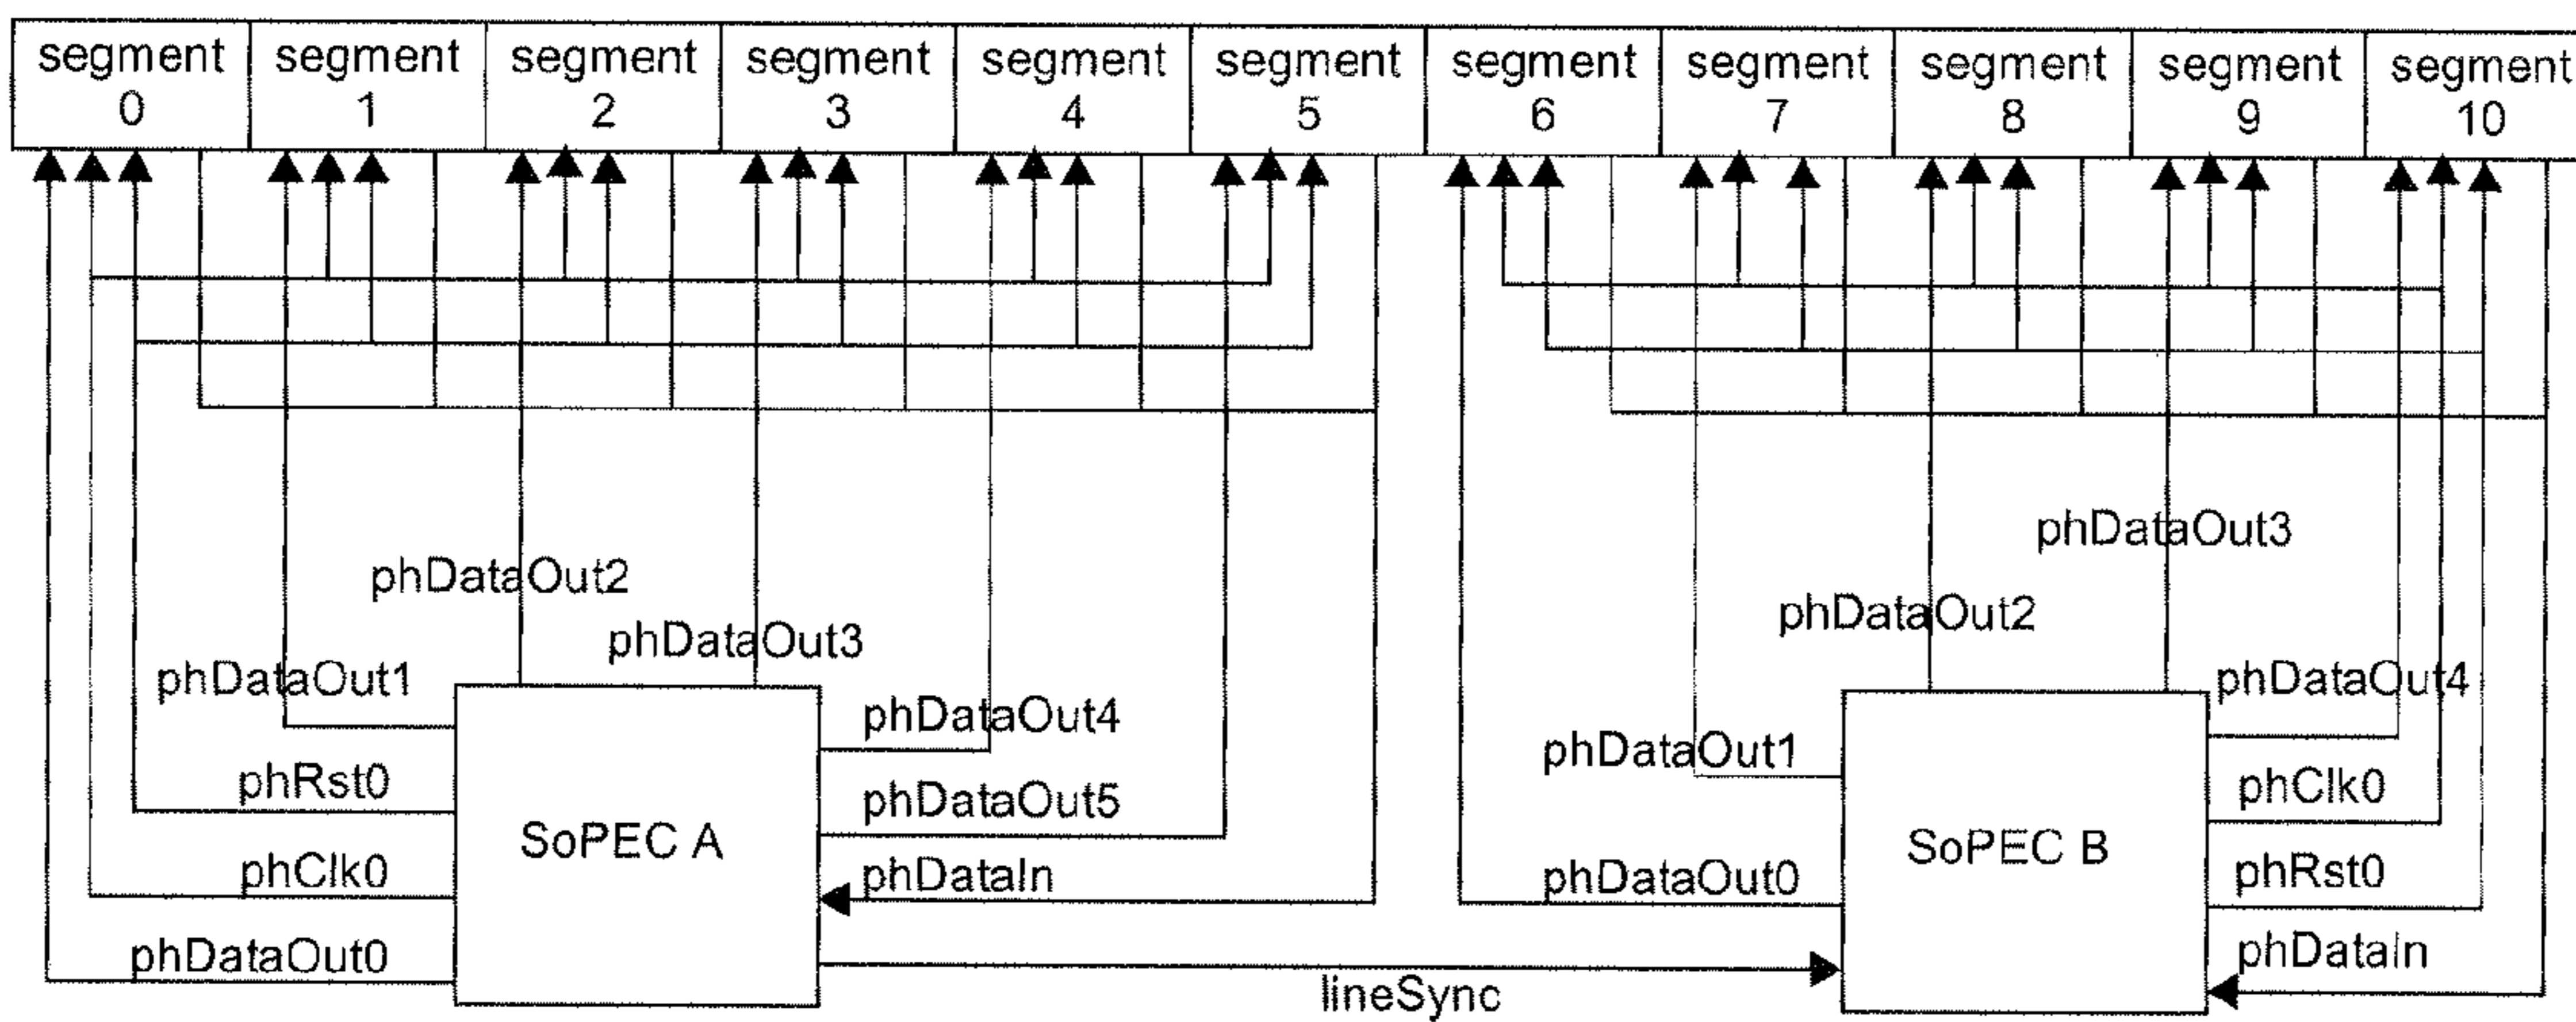 segment 0
segment 1
segment 2
segment 3
segment 4
segment 5
segment 6
segment 7
segment 8
segment 9
segment 10
phDataOut2
phDataOut3
phDataOut1
phRst0
phClk0
phDataOut0
SoPEC A
phDataOut4
phDataOut5
phDataIn
lineSync
phDataOut3
phDataOut2
phDataOut1
phDataOut0
SoPEC B
phDataOut4
phClk0
phRst0
phDataIn